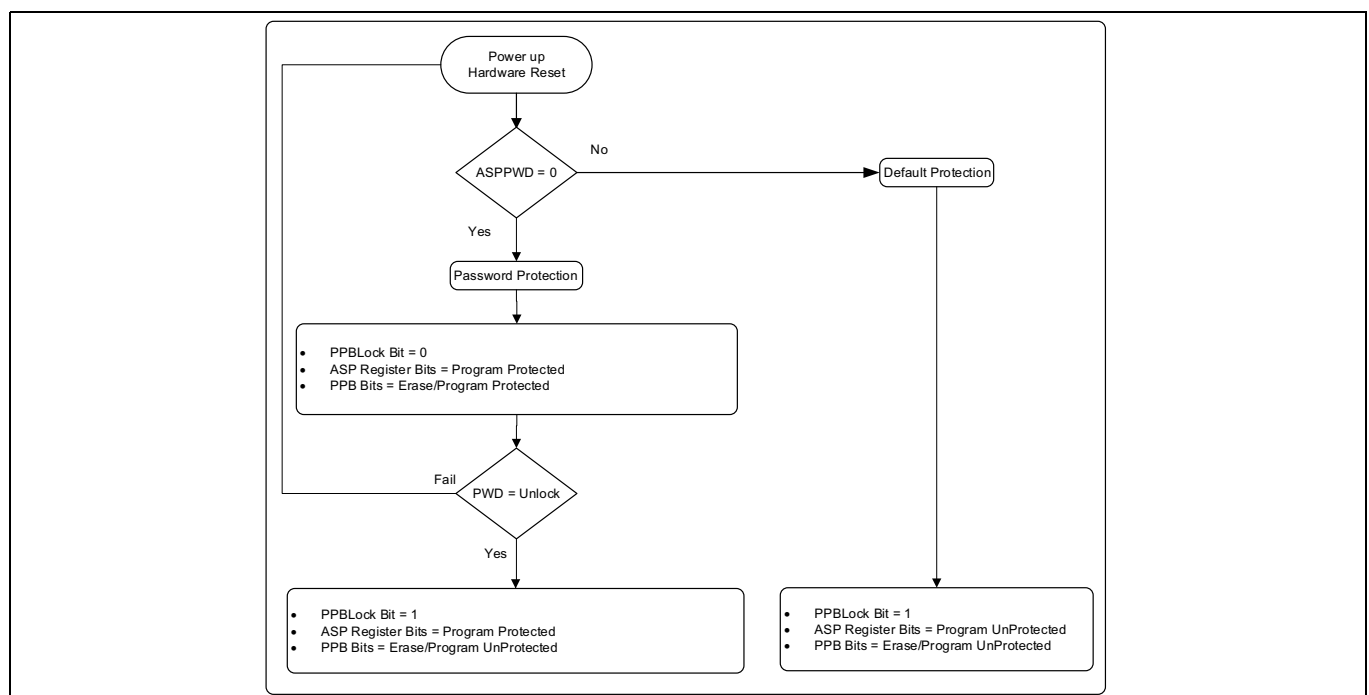 Power up
Hardware Reset
ASPPWD = 0
No
Default Protection
Yes
Password Protection
• PPBLock Bit = 0
• ASP Register Bits = Program Protected
• PPB Bits = Erase/Program Protected
Fail
PWD = Unlock
Yes
• PPBLock Bit = 1
• ASP Register Bits = Program Protected
• PPB Bits = Erase/Program UnProtected
• PPBLock Bit = 1
• ASP Register Bits = Program UnProtected
• PPB Bits = Erase/Program UnProtected